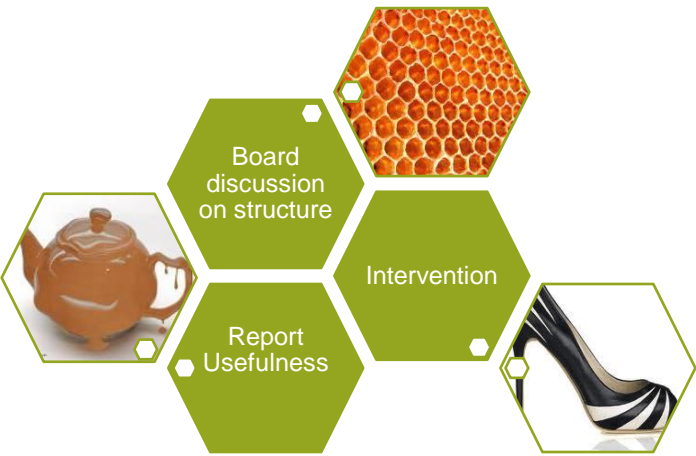 Board
discussion
on structure
Intervention
Report
Usefulness